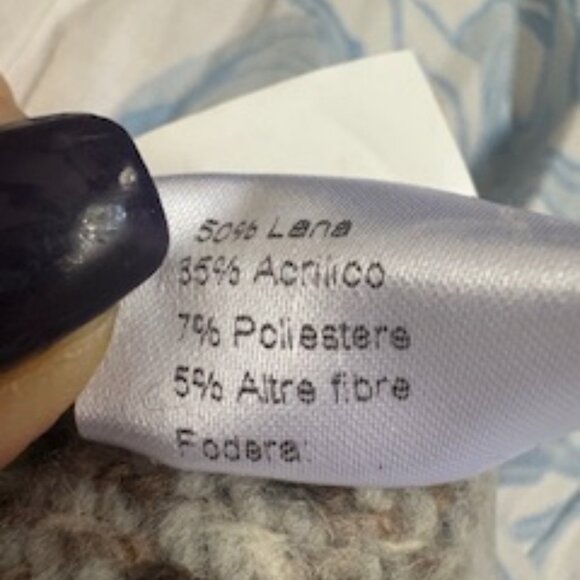 50% Lana
35% Acrilico
7% Poliestere
5% Altre fibre
Fodera: